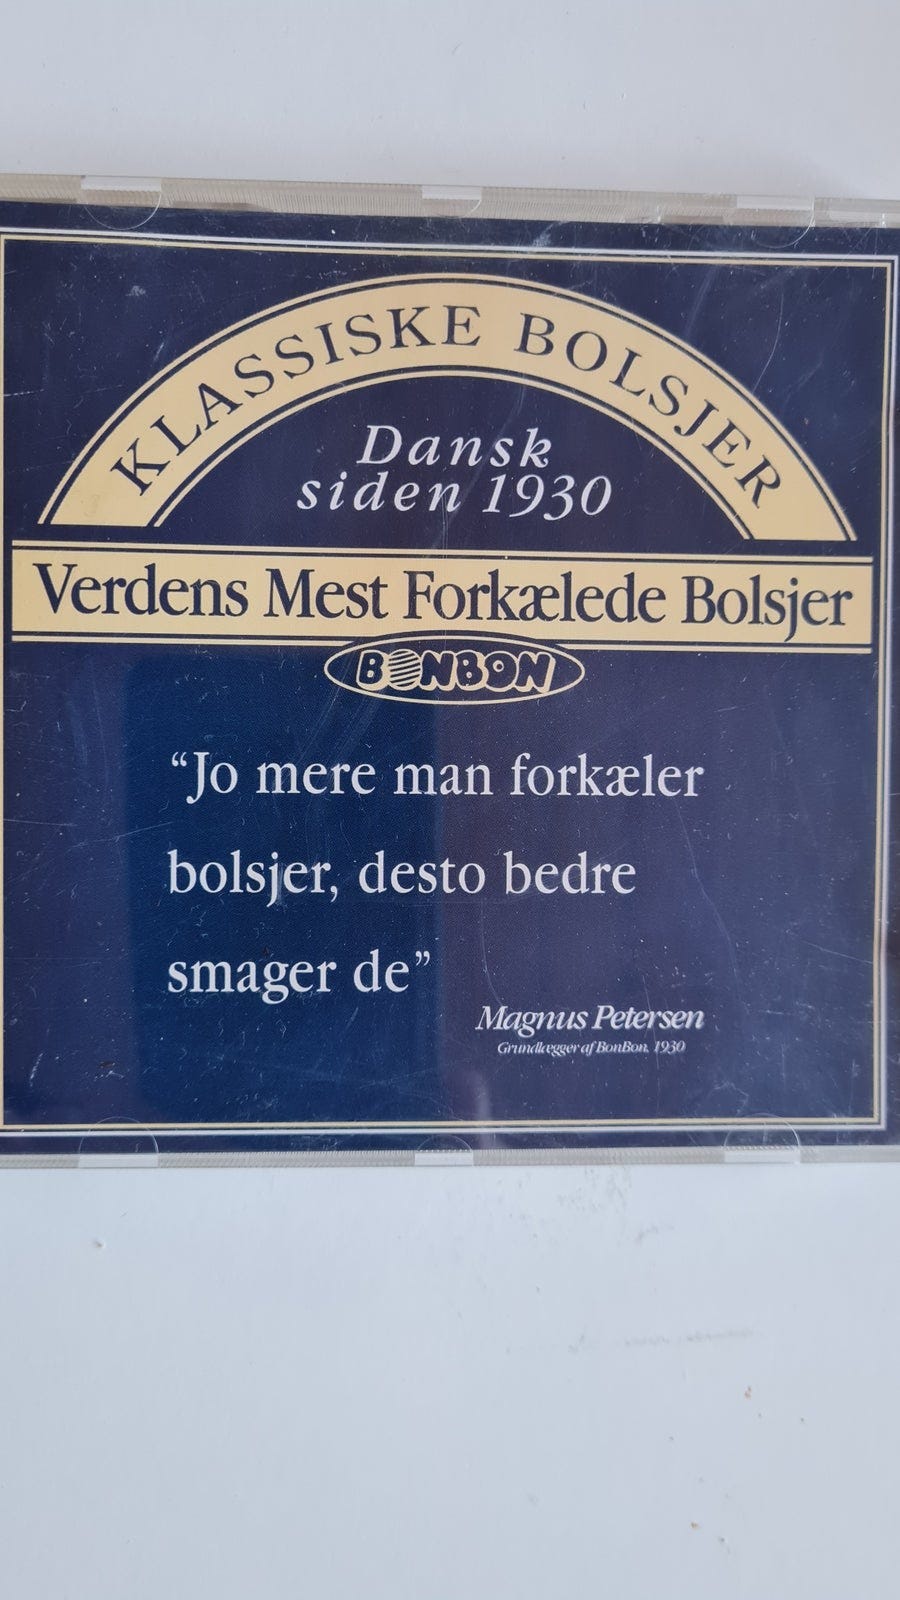 KLASSISKE BOLSJER
Dansk
siden 1930
Verdens Mest Forkælede Bolsjer
BONBON
“Jo mere man forkæler
bolsjer, desto bedre
smager de”
Magnus Petersen
Grundlægger af BonBon, 1930